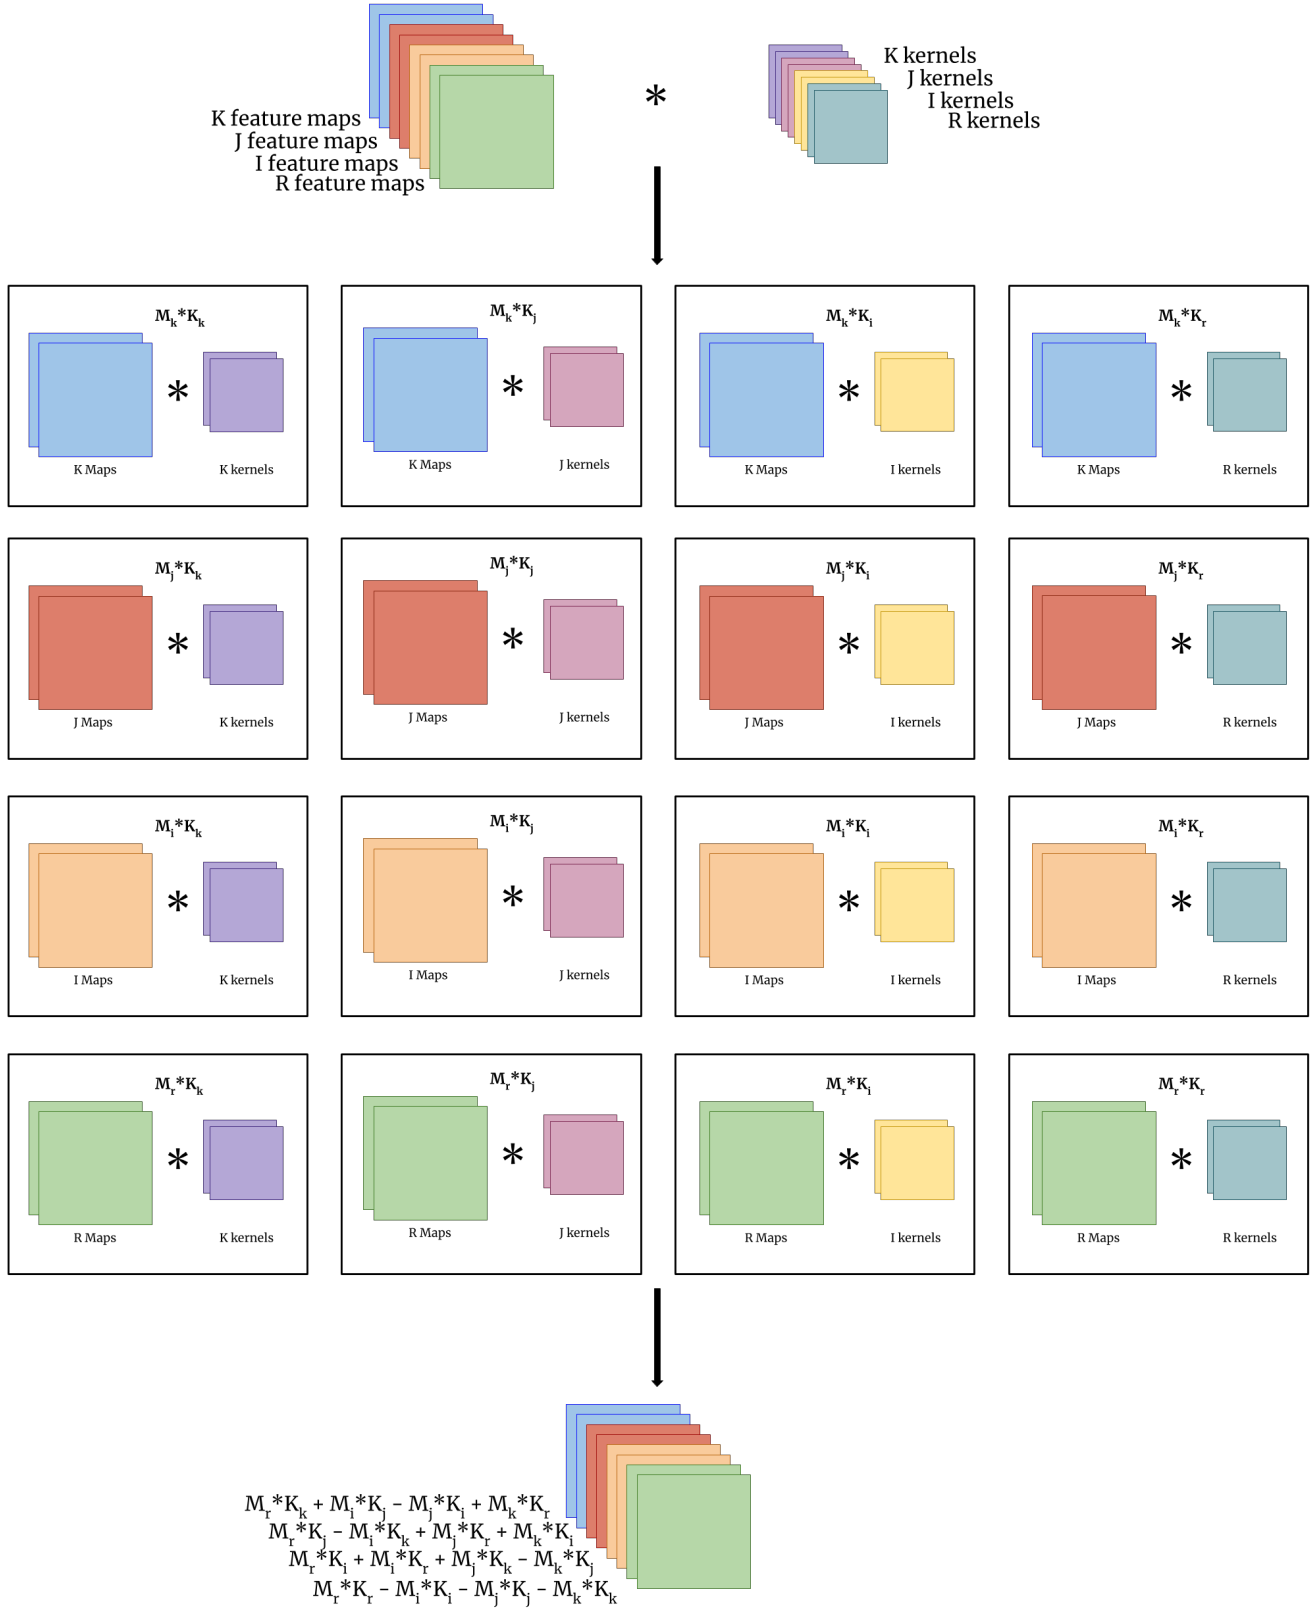 K kernels
J kernels
I kernels
R kernels
*
K feature maps
J feature maps
I feature maps
R feature maps
Mₖ*Kₖ
*
K Maps K kernels
Mₖ*Kⱼ
*
K Maps J kernels
Mₖ*Kᵢ
*
K Maps I kernels
Mₖ*Kᵣ
*
K Maps R kernels
Mⱼ*Kₖ
*
J Maps K kernels
Mⱼ*Kⱼ
*
J Maps J kernels
Mⱼ*Kᵢ
*
J Maps I kernels
Mⱼ*Kᵣ
*
J Maps R kernels
Mᵢ*Kₖ
*
I Maps K kernels
Mᵢ*Kⱼ
*
I Maps J kernels
Mᵢ*Kᵢ
*
I Maps I kernels
Mᵢ*Kᵣ
*
I Maps R kernels
Mᵣ*Kₖ
*
R Maps K kernels
Mᵣ*Kⱼ
*
R Maps J kernels
Mᵣ*Kᵢ
*
R Maps I kernels
Mᵣ*Kᵣ
*
R Maps R kernels
Mᵣ*Kₖ + Mᵢ*Kⱼ – Mⱼ*Kᵢ + Mₖ*Kᵣ
Mᵣ*Kⱼ – Mᵢ*Kₖ + Mⱼ*Kᵣ + Mₖ*Kᵢ
Mᵣ*Kᵢ + Mᵢ*Kᵣ + Mⱼ*Kₖ – Mₖ*Kⱼ
Mᵣ*Kᵣ – Mᵢ*Kᵢ – Mⱼ*Kⱼ – Mₖ*Kₖ